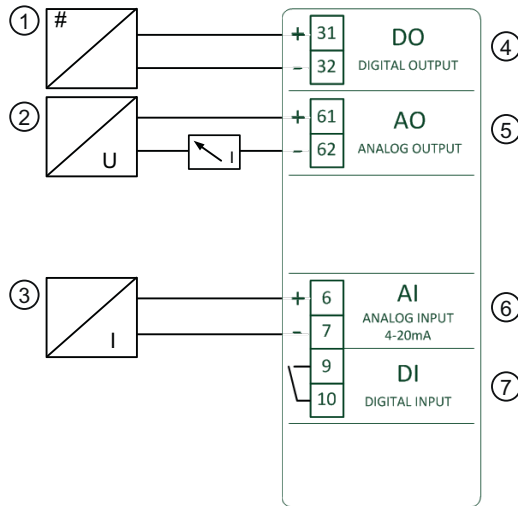 1
#
+ 31
- 32
DO
DIGITAL OUTPUT
4
2
U
I
+ 61
- 62
AO
ANALOG OUTPUT
5
3
I
+ 6
- 7
AI
ANALOG INPUT
4-20mA
6
9
10
DI
DIGITAL INPUT
7